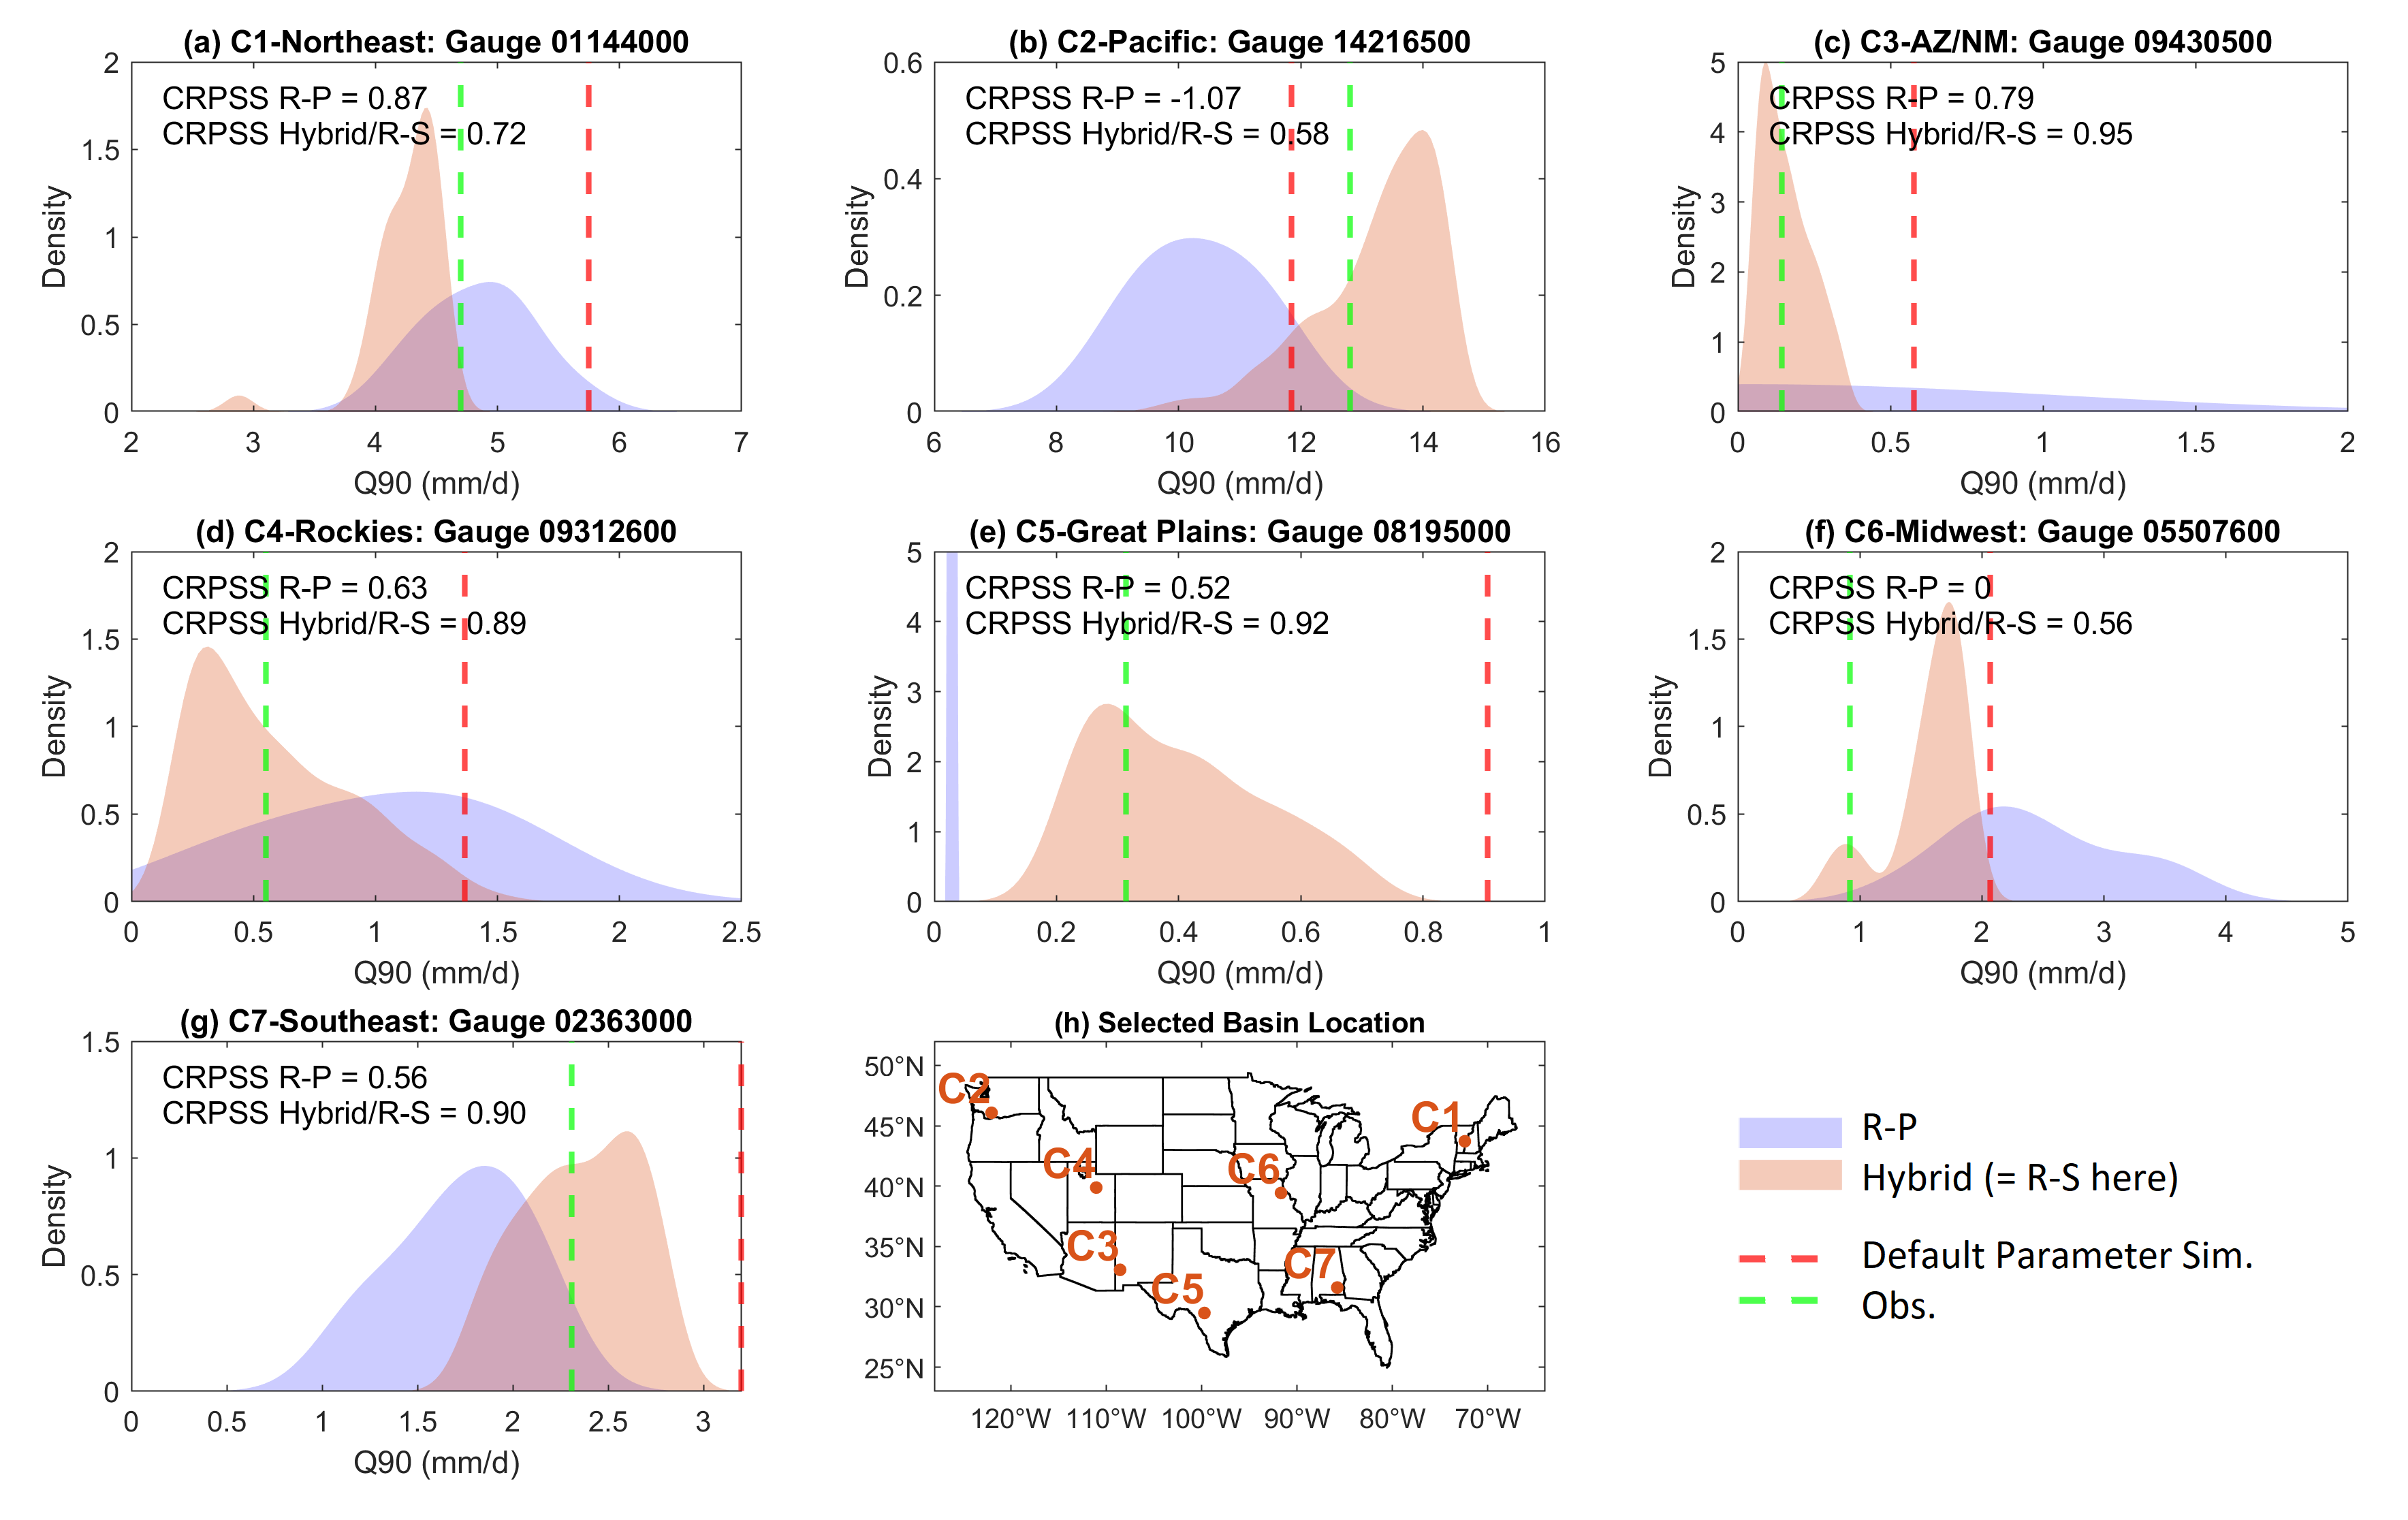 (a) C1-Northeast: Gauge 01144000
CRPSS R-P = 0.87
CRPSS Hybrid/R-S = 0.72
Density
0
0.5
1
1.5
2
2 3 4 5 6 7
Q90 (mm/d)
(b) C2-Pacific: Gauge 14216500
CRPSS R-P = -1.07
CRPSS Hybrid/R-S = 0.58
Density
0
0.2
0.4
0.6
6 8 10 12 14 16
Q90 (mm/d)
(c) C3-AZ/NM: Gauge 09430500
CRPSS R-P = 0.79
CRPSS Hybrid/R-S = 0.95
Density
0
1
2
3
4
5
0 0.5 1 1.5 2
Q90 (mm/d)
(d) C4-Rockies: Gauge 09312600
CRPSS R-P = 0.63
CRPSS Hybrid/R-S = 0.89
Density
0
0.5
1
1.5
2
0 0.5 1 1.5 2 2.5
Q90 (mm/d)
(e) C5-Great Plains: Gauge 08195000
CRPSS R-P = 0.52
CRPSS Hybrid/R-S = 0.92
Density
0
1
2
3
4
5
0 0.2 0.4 0.6 0.8 1
Q90 (mm/d)
(f) C6-Midwest: Gauge 05507600
CRPSS R-P = 0
CRPSS Hybrid/R-S = 0.56
Density
0
0.5
1
1.5
2
0 1 2 3 4 5
Q90 (mm/d)
(g) C7-Southeast: Gauge 02363000
CRPSS R-P = 0.56
CRPSS Hybrid/R-S = 0.90
Density
0
0.5
1
1.5
0 0.5 1 1.5 2 2.5 3
Q90 (mm/d)
(h) Selected Basin Location
50°N
45°N
40°N
35°N
30°N
25°N
C2
C1
C4
C6
C3
C7
C5
120°W 110°W 100°W 90°W 80°W 70°W
R-P
Hybrid (= R-S here)
Default Parameter Sim.
Obs.